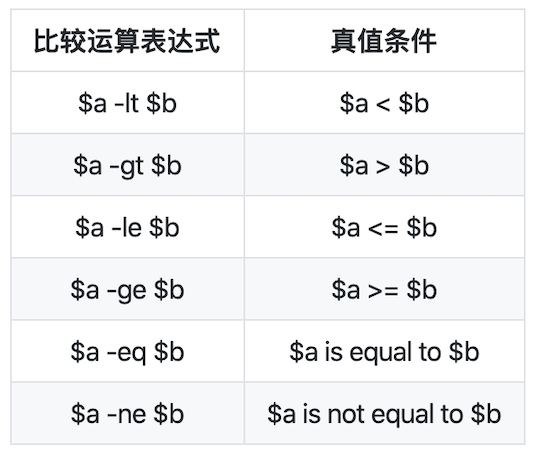 比较运算表达式 真值条件
$a -lt $b $a < $b
$a -gt $b $a > $b
$a -le $b $a <= $b
$a -ge $b $a >= $b
$a -eq $b $a is equal to $b
$a -ne $b $a is not equal to $b